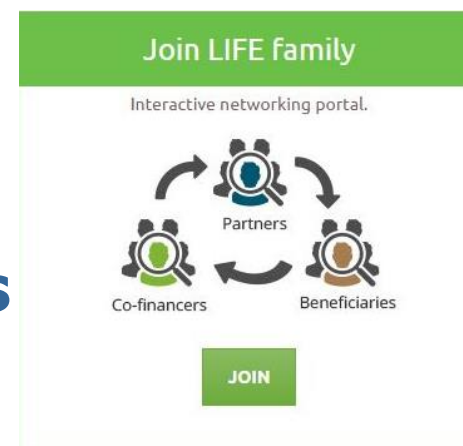 Join LIFE family
Interactive networking portal.
Partners
Co-financers
Beneficiaries
JOIN
s